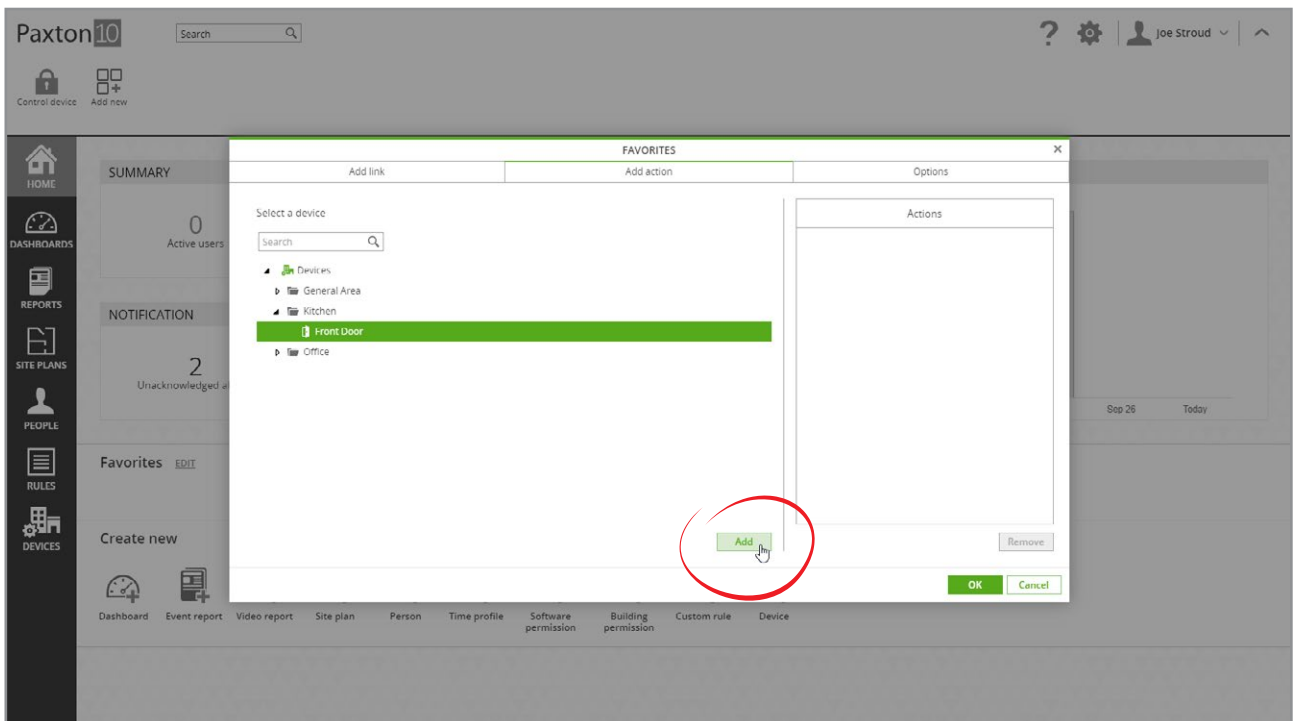 Paxton10
Search
Joe Stroud
Control device
Add new
HOME
DASHBOARDS
REPORTS
SITE PLANS
PEOPLE
RULES
DEVICES
SUMMARY
0
Active users
NOTIFICATION
2
Unacknowledged
FAVORITES
Add link
Add action
Options
Select a device
Search
Devices
General Area
Kitchen
Front Door
Office
Actions
Add
Remove
OK
Cancel
Sep 26
Today
Favorites EDIT
Create new
Dashboard
Event report
Video report
Site plan
Person
Time profile
Software
permission
Building
permission
Custom rule
Device